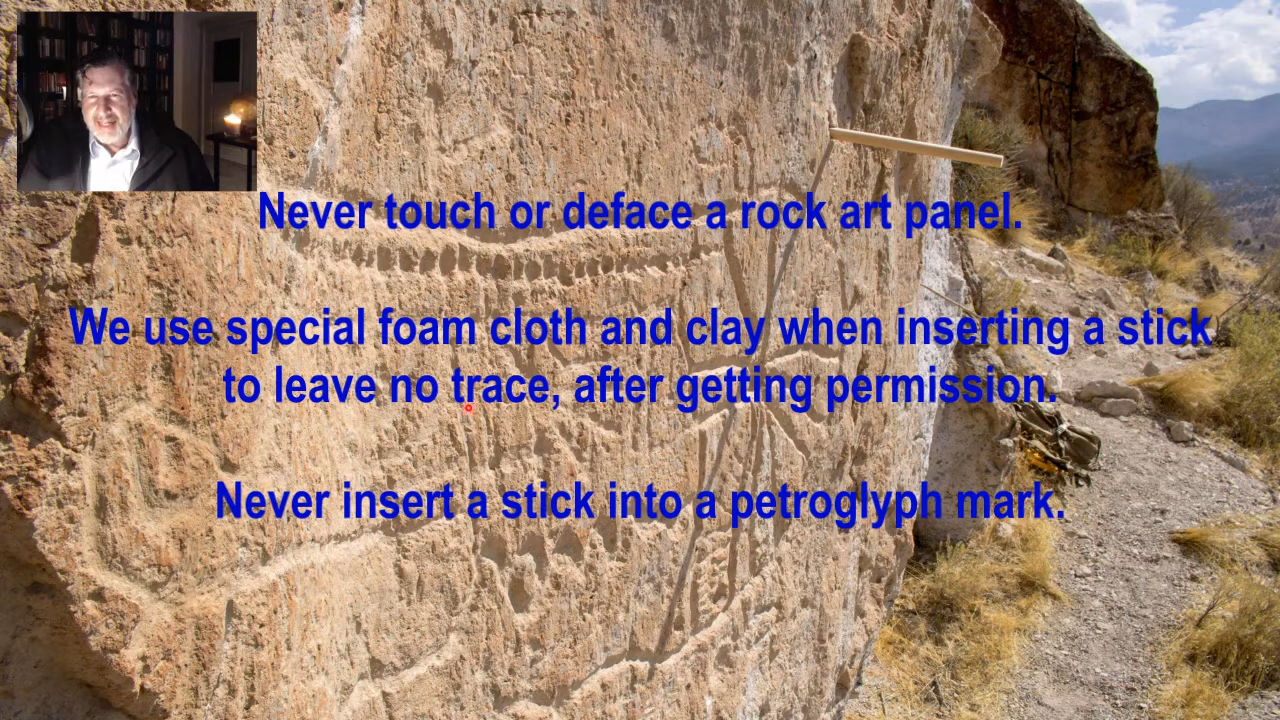 Never touch or deface a rock art panel.
We use special foam cloth and clay when inserting a stick
to leave no trace, after getting permission.
Never insert a stick into a petroglyph mark.